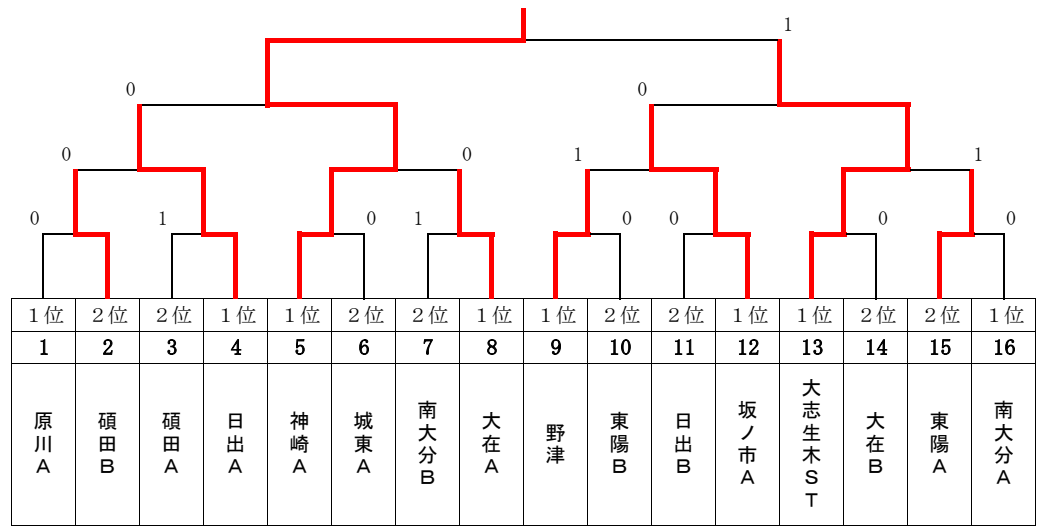 1
0 0
0 0 1 1
0 1 0 1 0 0 0 0
１位 ２位 ２位 １位 １位 ２位 ２位 １位 １位 ２位 ２位 １位 １位 ２位 ２位 １位
1 2 3 4 5 6 7 8 9 10 11 12 13 14 15 16
原川Ａ 碩田Ｂ 碩田Ａ 日出Ａ 神崎Ａ 城東Ａ 南大分Ｂ 大在Ａ 野津 東陽Ｂ 日出Ｂ 坂ノ市Ａ 大志生木ＳＴ 大在Ｂ 東陽Ａ 南大分Ａ